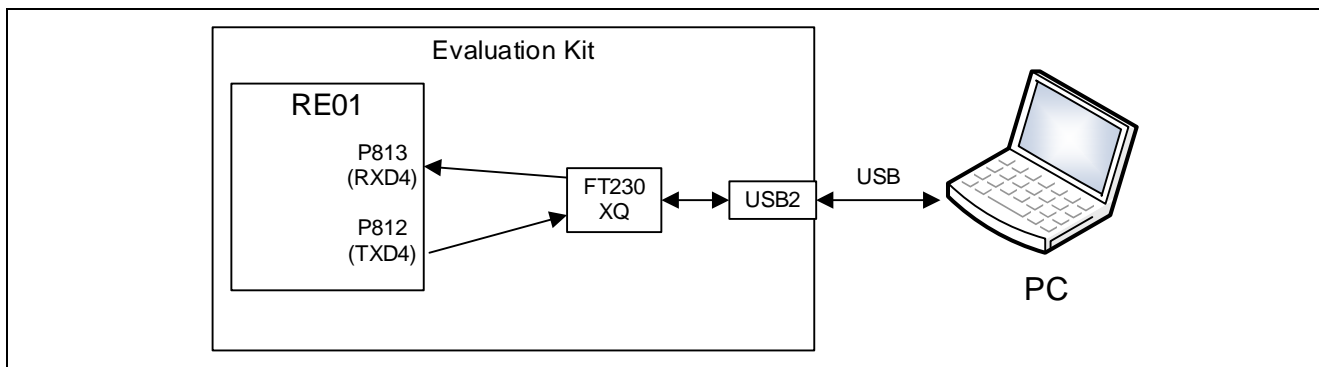 Evaluation Kit
RE01
P813
(RXD4)
P812
(TXD4)
FT230
XQ
USB2
USB
PC